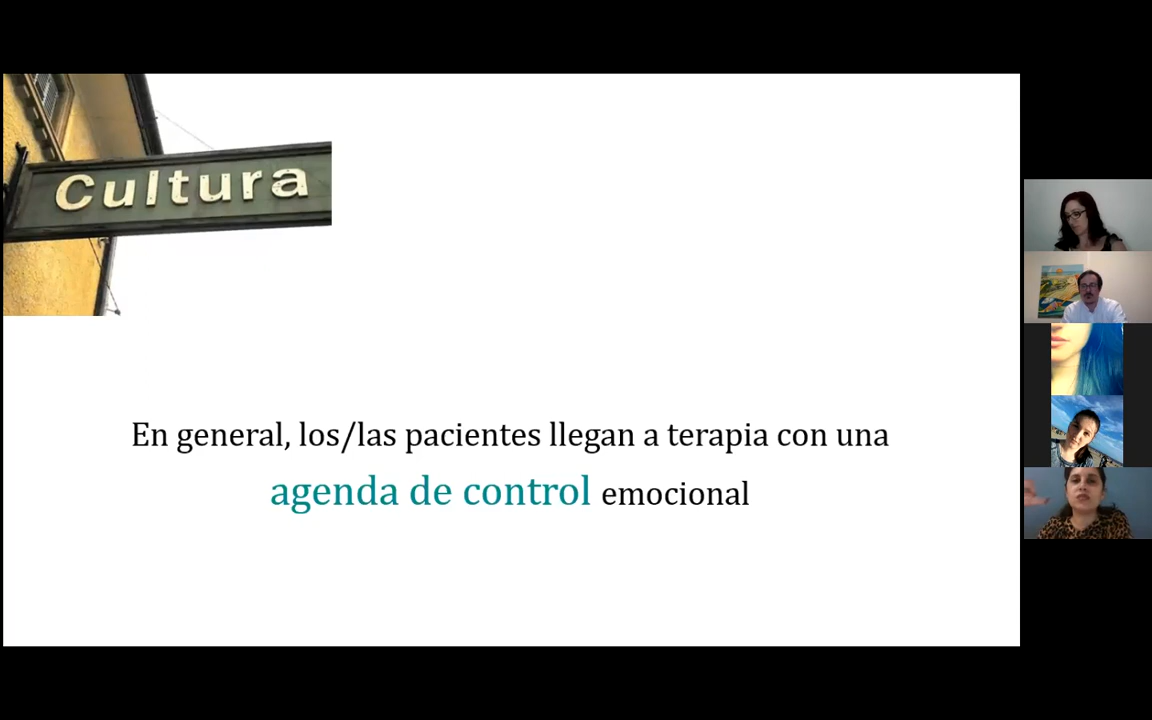 Cultura
En general, los/las pacientes llegan a terapia con una
agenda de control emocional